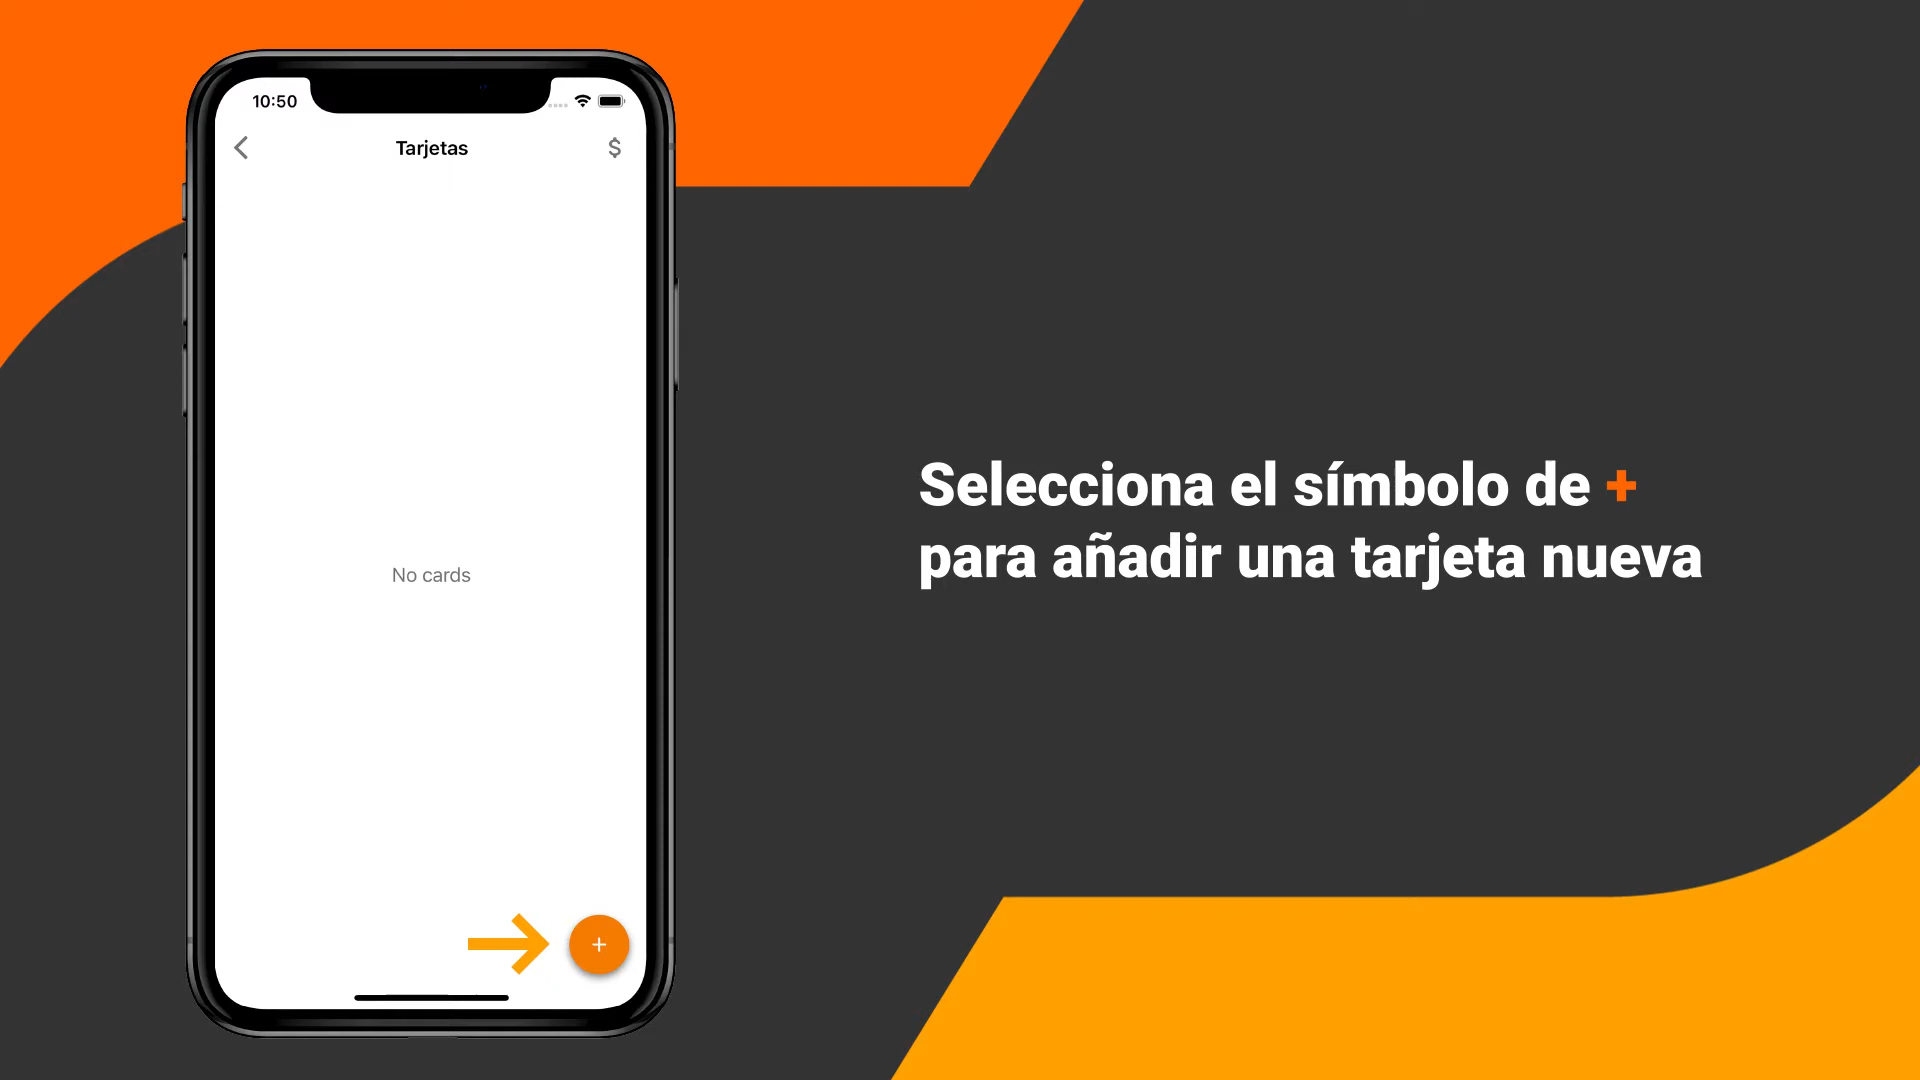 10:50
Tarjetas $
No cards
+
Selecciona el símbolo de +
para añadir una tarjeta nueva